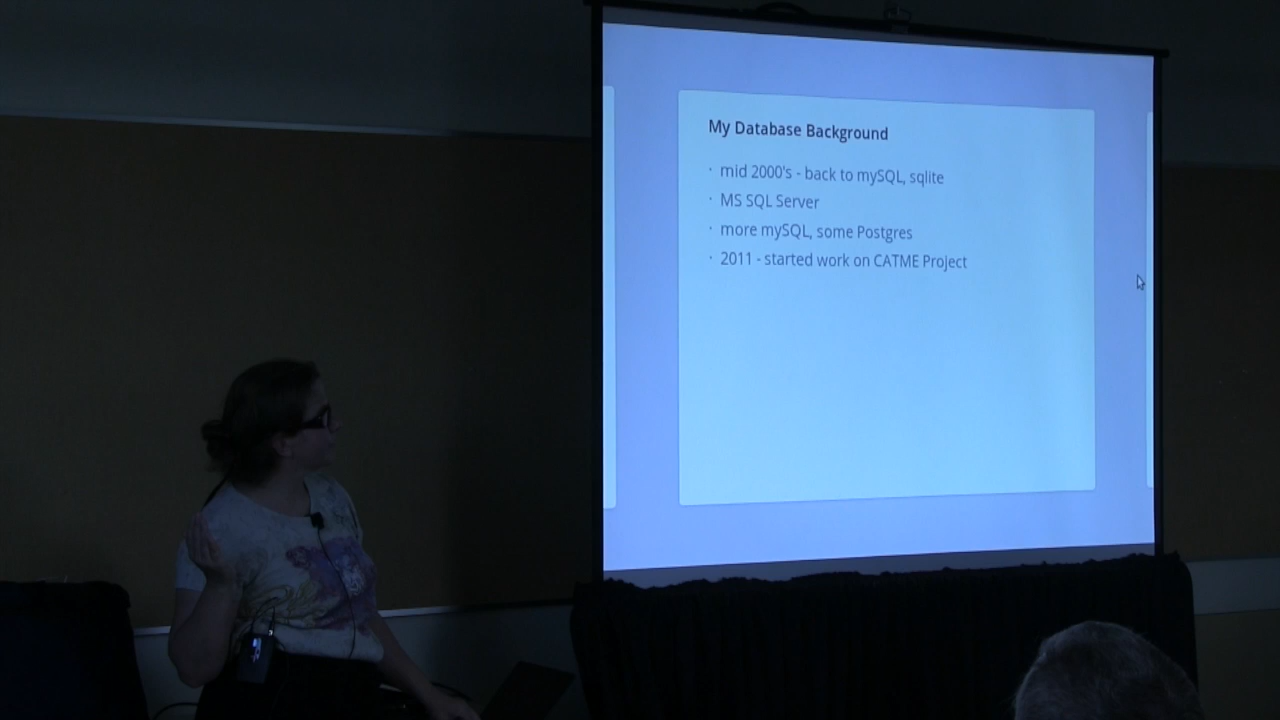 My Database Background
· mid 2000's - back to mySQL, sqlite
· MS SQL Server
· more mySQL, some Postgres
· 2011 - started work on CATME Project